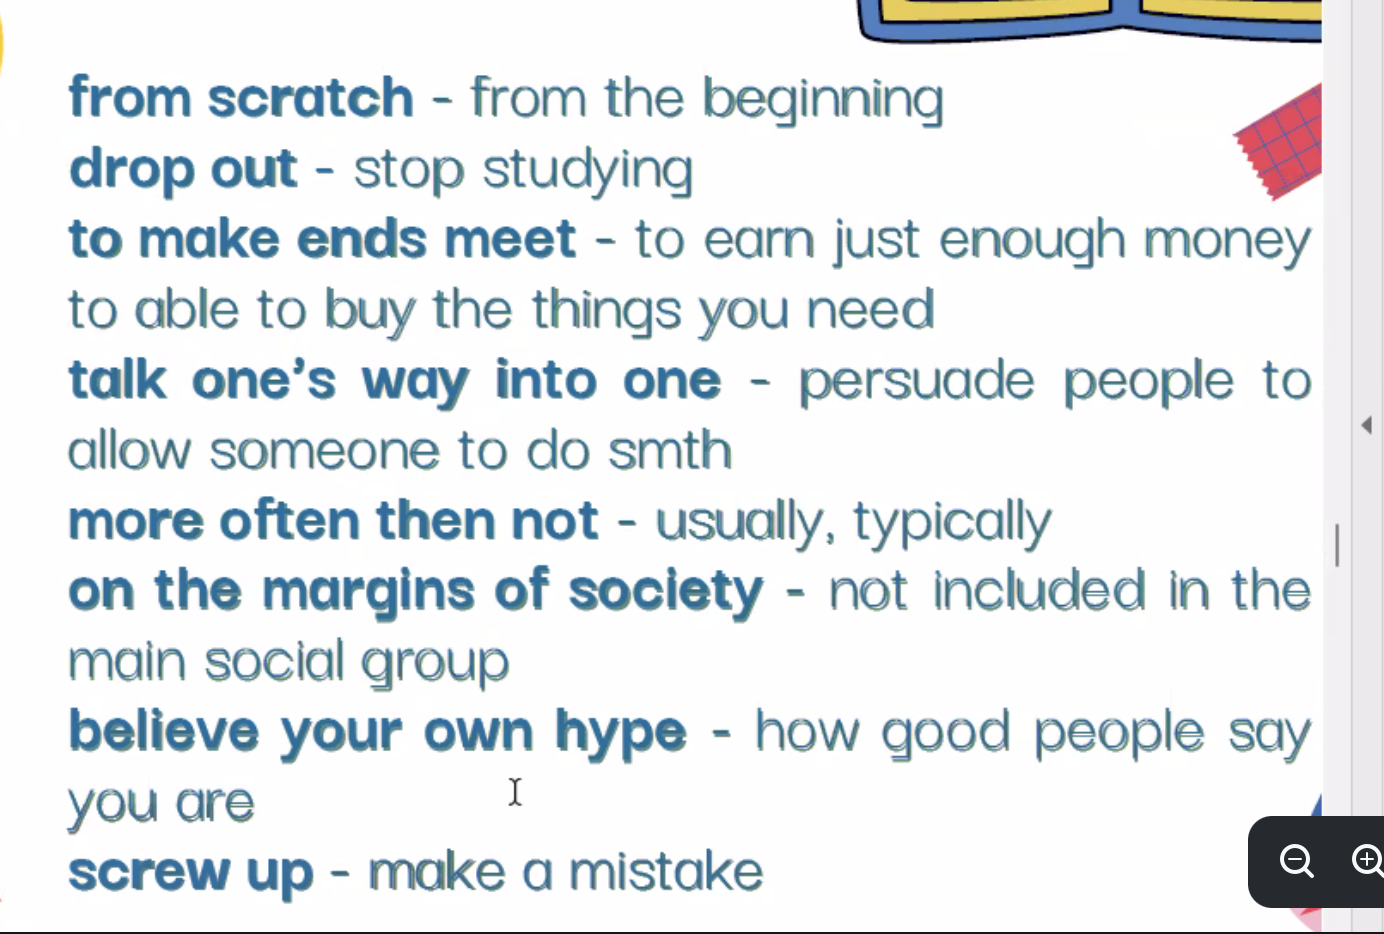 from scratch - from the beginning
drop out - stop studying
to make ends meet - to earn just enough money
to able to buy the things you need
talk one's way into one - persuade people to
allow someone to do smth
more often then not - usually, typically
on the margins of society - not included in the
main social group
believe your own hype - how good people say
you are
screw up - make a mistake